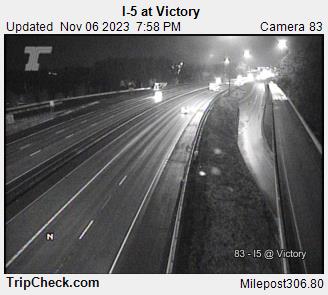 I-5 at Victory
Updated Nov 06 2023 7:58 PM Camera 83
T
N
83 - I5 @ Victory
TripCheck.com Milepost306.80